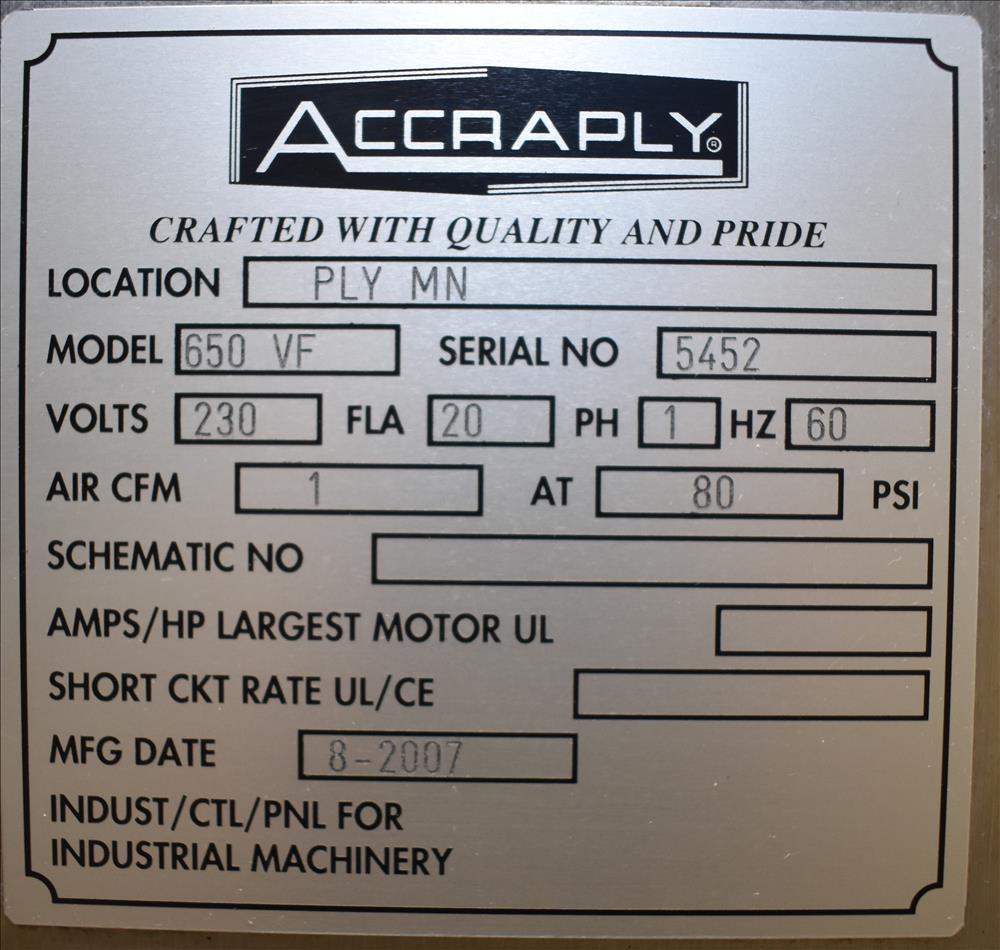 ACCRAPLY®
CRAFTED WITH QUALITY AND PRIDE
LOCATION PLY MN
MODEL 650 VF SERIAL NO 5452
VOLTS 230 FLA 20 PH 1 HZ 60
AIR CFM 1 AT 80 PSI
SCHEMATIC NO
AMPS/HP LARGEST MOTOR UL
SHORT CKT RATE UL/CE
MFG DATE 8-2007
INDUST/CTL/PNL FOR
INDUSTRIAL MACHINERY